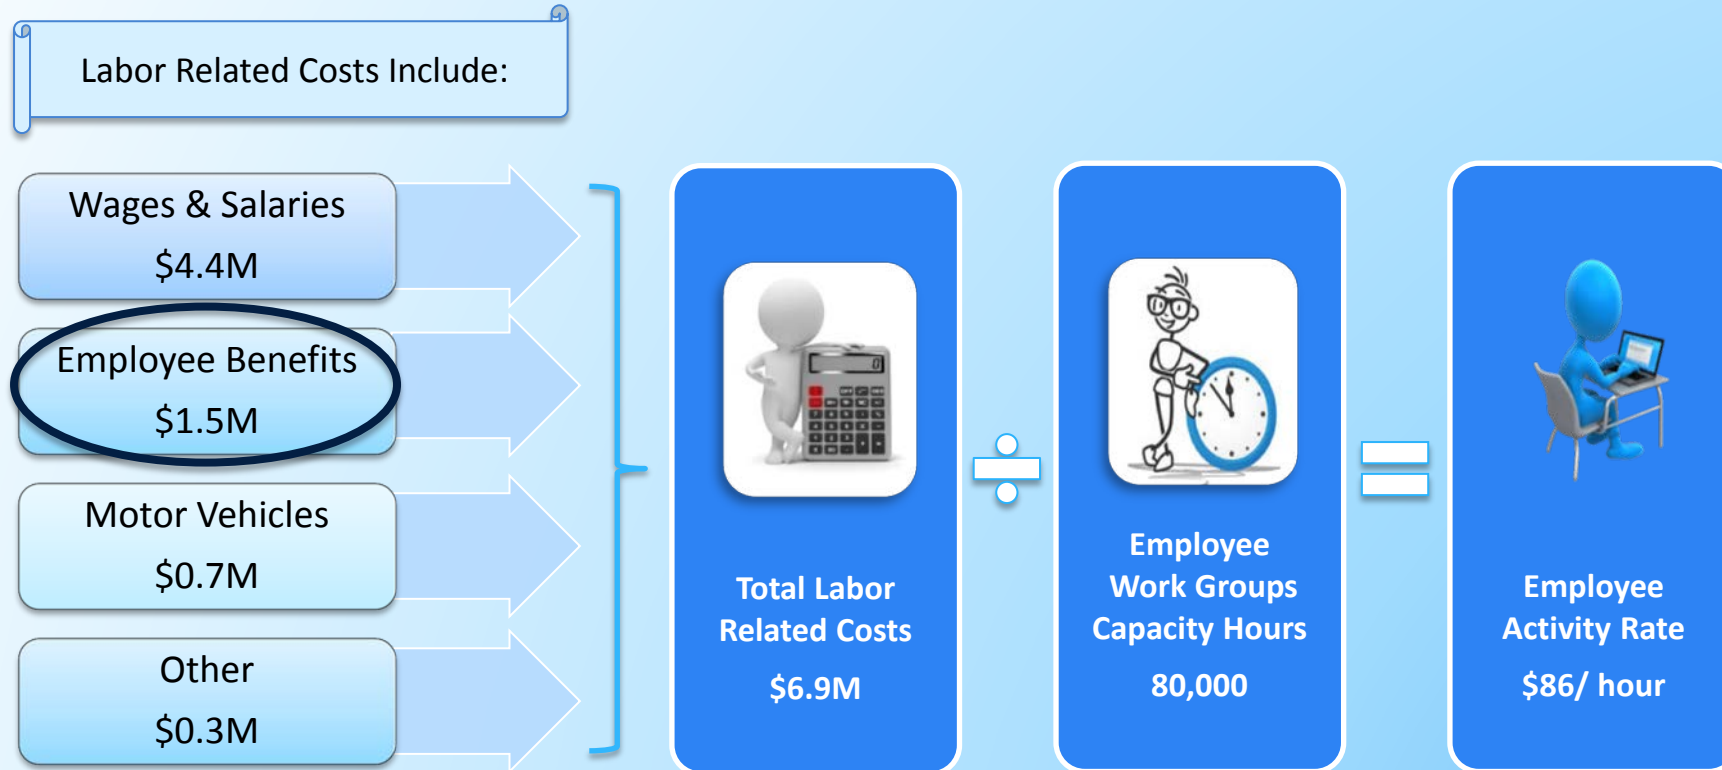 Labor Related Costs Include:
Wages & Salaries
$4.4M
Employee Benefits
$1.5M
Motor Vehicles
$0.7M
Other
$0.3M
Total Labor
Related Costs
$6.9M
Employee
Work Groups
Capacity Hours
80,000
Employee
Activity Rate
$86/ hour